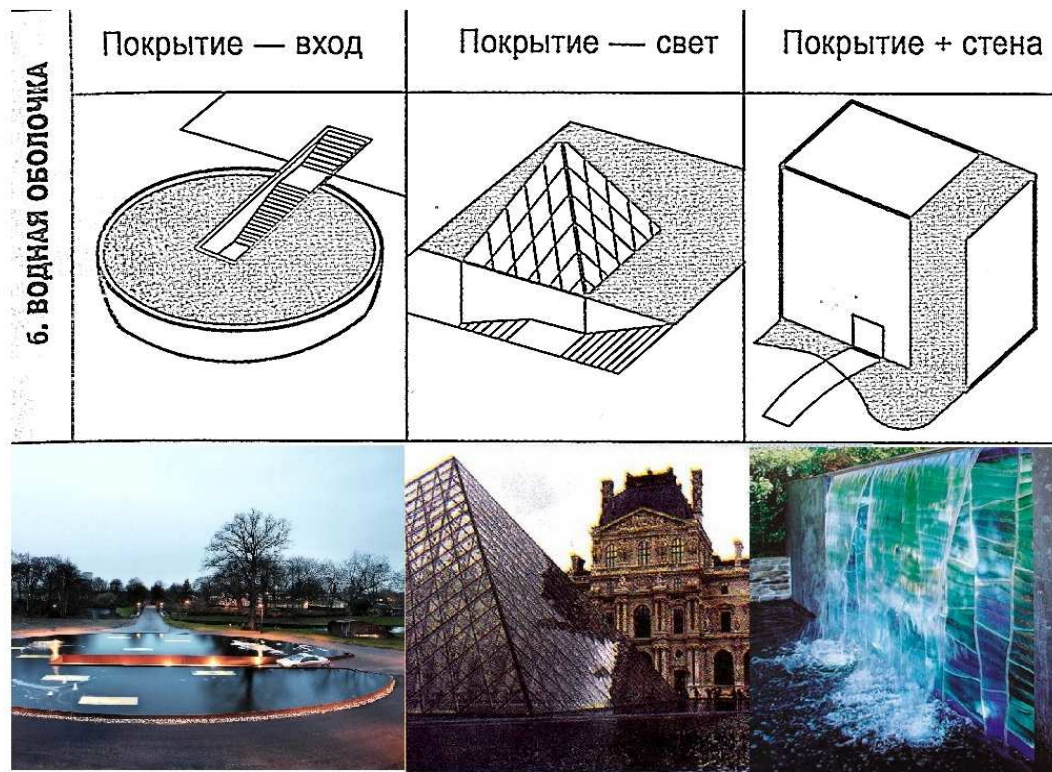 6. ВОДНАЯ ОБОЛОЧКА
Покрытие — вход
Покрытие — свет
Покрытие + стена